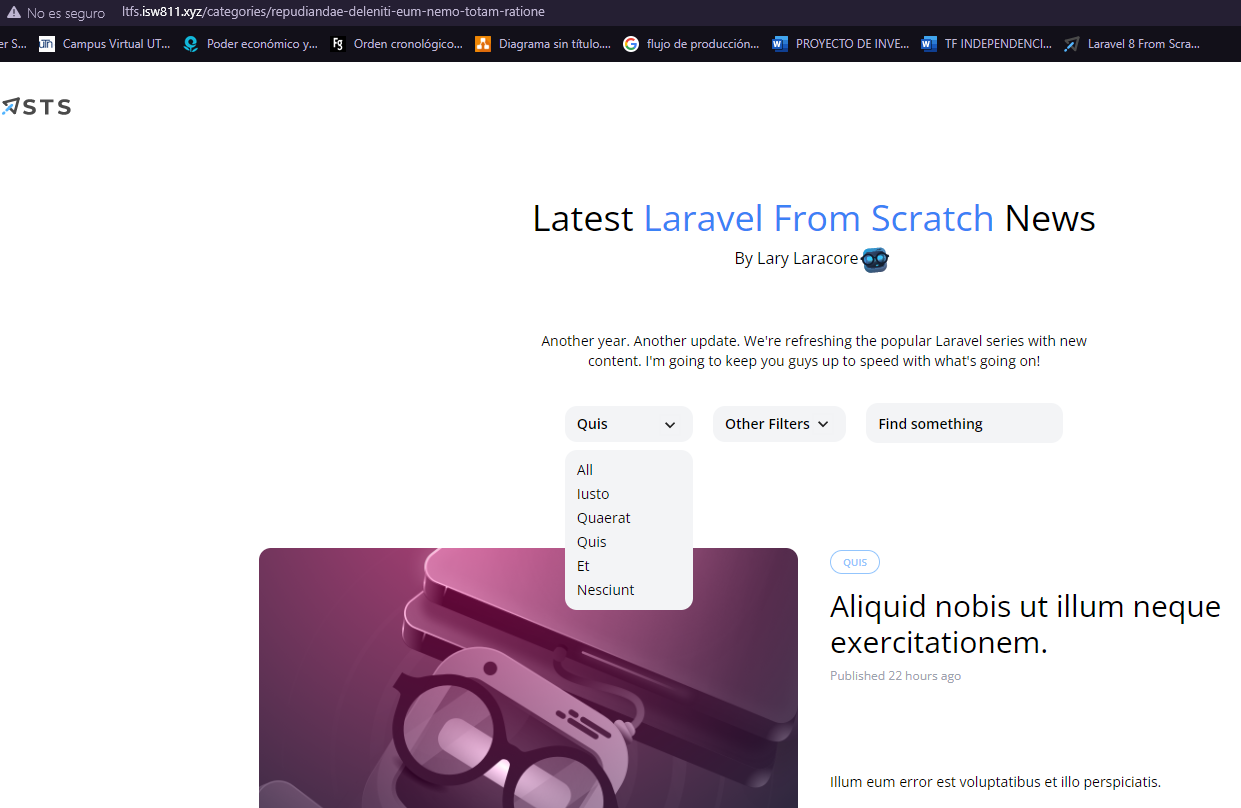 No es seguro ltfs.isw811.xyz/categories/repudiandae-deleniti-eum-nemo-totam-ratione
er S... Campus Virtual UT... Poder económico y... Orden cronológico... Diagrama sin título.... flujo de producción... PROYECTO DE INVE... TF INDEPENDENCI... Laravel 8 From Scra...
STS
Latest Laravel From Scratch News
By Lary Laracore
Another year. Another update. We're refreshing the popular Laravel series with new
content. I'm going to keep you guys up to speed with what's going on!
Quis Other Filters Find something
All
Iusto
Quaerat
Quis
Et
Nesciunt
QUIS
Aliquid nobis ut illum neque
exercitationem.
Published 22 hours ago
Illum eum error est voluptatibus et illo perspiciatis.